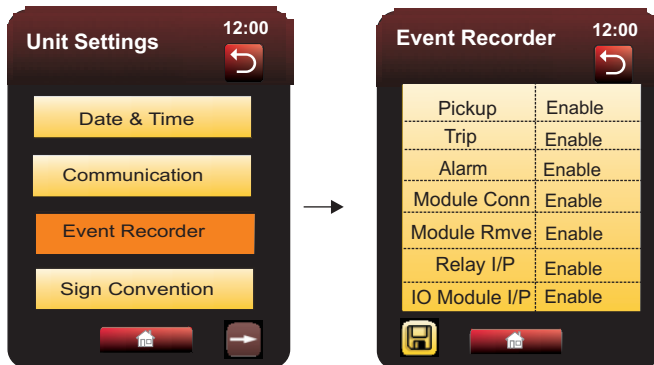 Unit Settings
12:00
Date & Time
Communication
Event Recorder
Sign Convention
Event Recorder
12:00
Pickup Enable
Trip Enable
Alarm Enable
Module Conn Enable
Module Rmve Enable
Relay I/P Enable
IO Module I/P Enable